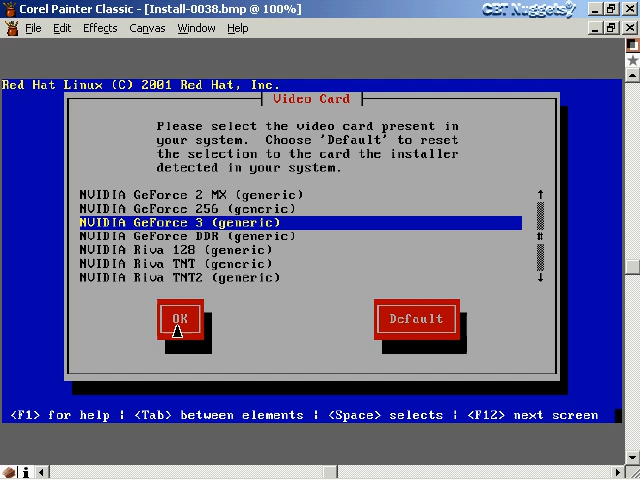 Corel Painter Classic - [Install-0038.bmp @ 100%]
CBT Nuggets
File Edit Effects Canvas Window Help
Red Hat Linux (C) 2001 Red Hat, Inc.
Video Card
Please select the video card present in
your system. Choose 'Default' to reset
the selection to the card the installer
detected in your system.
NVIDIA GeForce 2 MX (generic)
NVIDIA GeForce 256 (generic)
NVIDIA GeForce 3 (generic)
NVIDIA GeForce DDR (generic)
NVIDIA Riva 128 (generic)
NVIDIA Riva TNT (generic)
NVIDIA Riva TNT2 (generic)
OK Default
<F1> for help | <Tab> between elements | <Space> selects | <F12> next screen